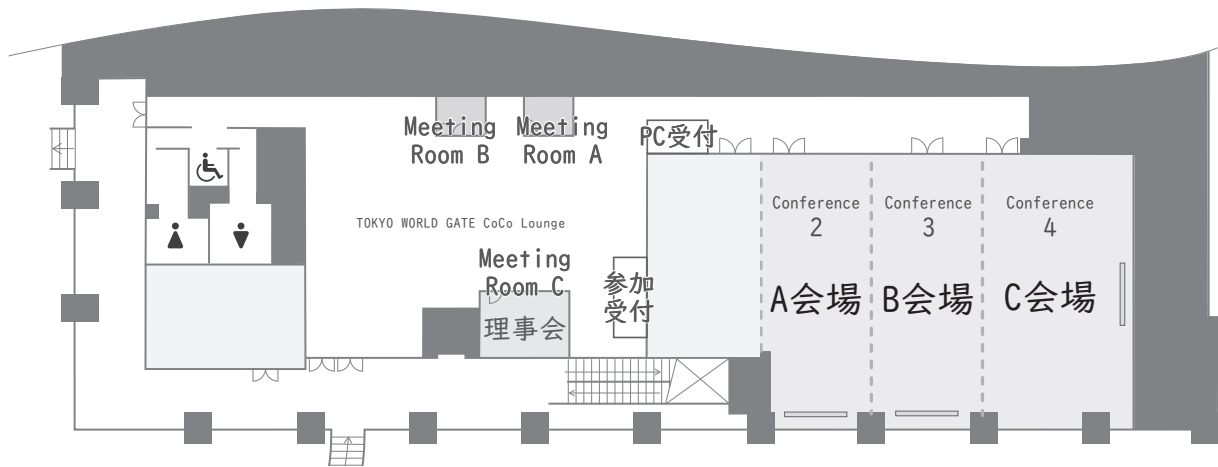 Meeting
Room B
Meeting
Room A
PC受付
TOKYO WORLD GATE CoCo Lounge
Meeting
Room C
理事会
参加
受付
Conference
2
A会場
Conference
3
B会場
Conference
4
C会場